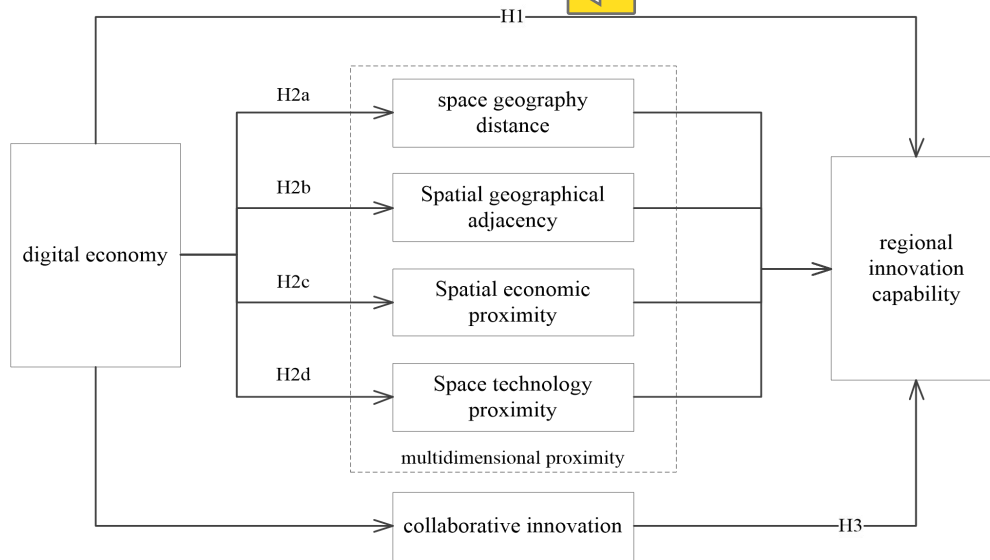 H1
H2a
space geography
distance
H2b
Spatial geographical
adjacency
digital economy
regional
innovation
capability
H2c
Spatial economic
proximity
H2d
Space technology
proximity
multidimensional proximity
collaborative innovation
H3